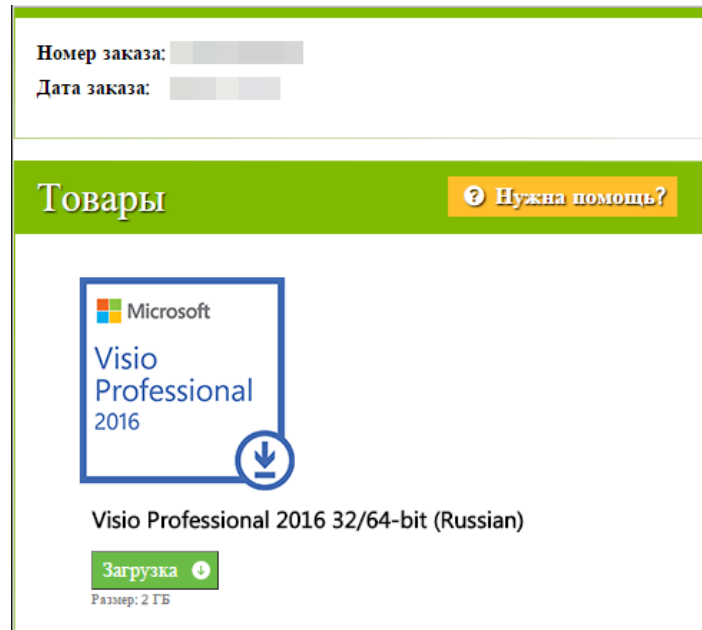 Номер заказа:
Дата заказа:
Товары
? Нужна помощь?
Microsoft
Visio
Professional
2016
Visio Professional 2016 32/64-bit (Russian)
Загрузка
Размер: 2 ГБ